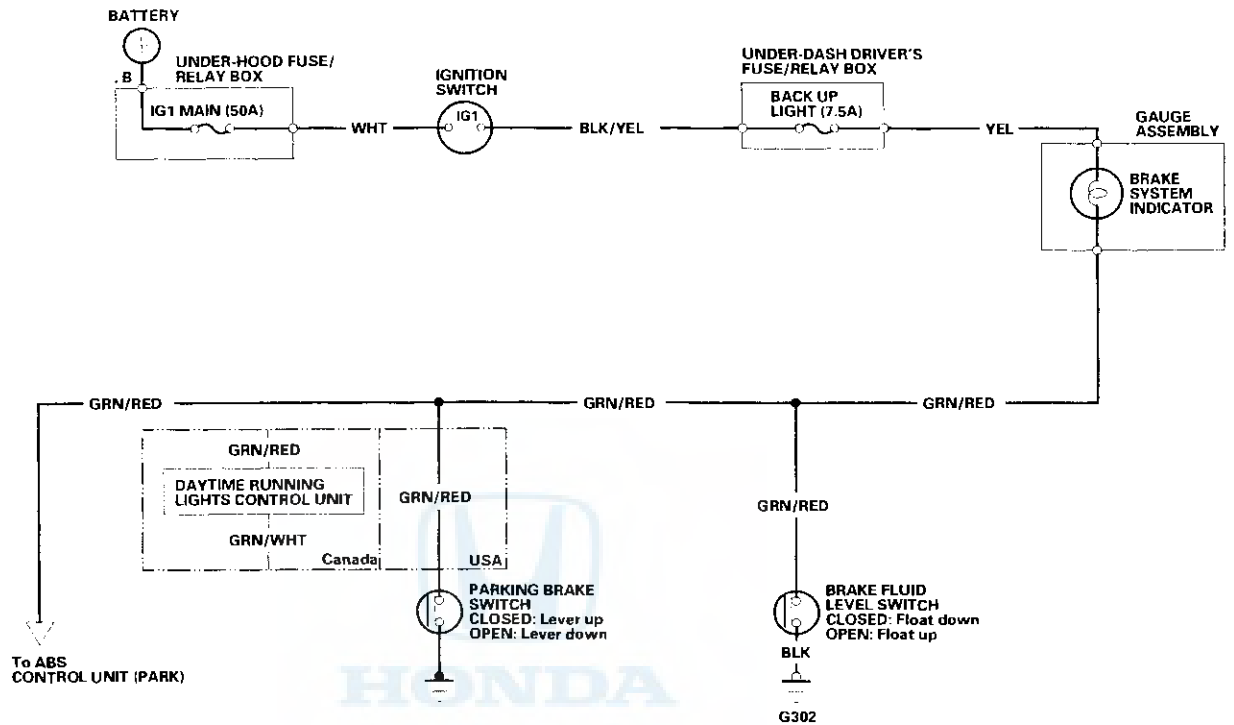 BATTERY
B
UNDER-HOOD FUSE/
RELAY BOX
IG1 MAIN (50A)
WHT
IGNITION
SWITCH
IG1
BLK/YEL
UNDER-DASH DRIVER'S
FUSE/RELAY BOX
BACK UP
LIGHT (7.5A)
YEL
GAUGE
ASSEMBLY
BRAKE
SYSTEM
INDICATOR
GRN/RED
GRN/RED
GRN/RED
GRN/RED
DAYTIME RUNNING
LIGHTS CONTROL UNIT
GRN/WHT
Canada
GRN/RED
USA
GRN/RED
PARKING BRAKE
SWITCH
CLOSED: Lever up
OPEN: Lever down
BRAKE FLUID
LEVEL SWITCH
CLOSED: Float down
OPEN: Float up
BLK
G302
To ABS
CONTROL UNIT (PARK)
HONDA